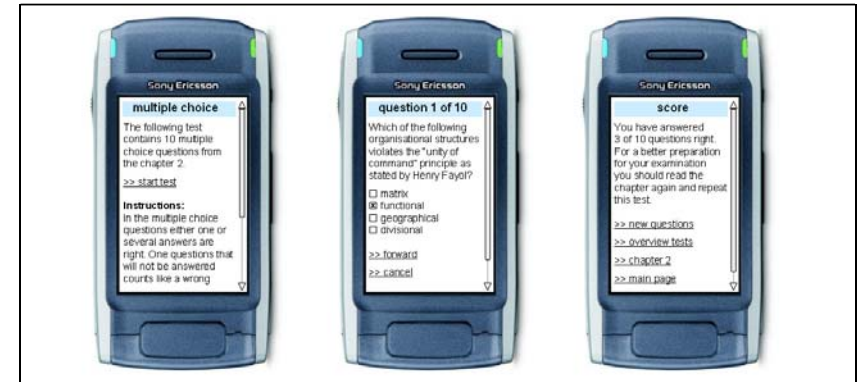 Sony Ericsson
multiple choice
The following test
contains 10 multiple
choice questions from
the chapter 2.
>> start test
Instructions:
In the multiple choice
questions either one or
several answers are
right. One questions that
will not be answered
counts like a wrong
Sony Ericsson
question 1 of 10
Which of the following
organisational structures
violates the "unity of
command" principle as
stated by Henry Fayol?
matrix
functional
geographical
divisional
>> forward
>> cancel
Sony Ericsson
score
You have answered
3 of 10 questions right.
For a better preparation
for your examination
you should read the
chapter again and repeat
this test.
>> new questions
>> overview tests
>> chapter 2
>> main page